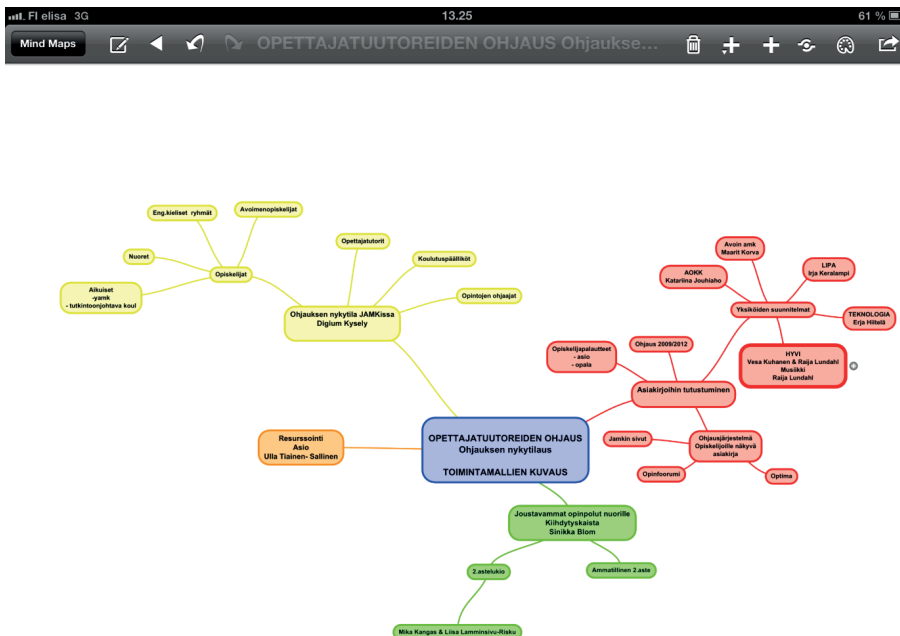 FI elisa 3G
13.25
61 %
Mind Maps
OPETTAJATUUTOREIDEN OHJAUS Ohjaukse...
Eng.kieliset ryhmät
Avoimenopiskelijat
Nuoret
Opiskelijat
Aikuiset
-yamk
- tutkintoonjohtava koul
Opettajatutorit
Koulutuspäälliköt
Opintojen ohjaajat
Ohjauksen nykytila JAMKissa
Digium Kysely
Avoin amk
Maarit Korva
AOKK
Katariina Jouhiaho
LIPA
Irja Keralampi
Yksiköiden suunnitelmat
TEKNOLOGIA
Erja Hiltelä
HYVI
Vesa Kuhanen & Raija Lundahl
Musiikki
Raija Lundahl
Opiskelijapalautteet
- asio
- opala
Ohjaus 2009/2012
Asiakirjoihin tutustuminen
Jamkin sivut
Ohjausjärjestelmä
Opiskelijoille näkyvä
asiakirja
Opinfoorumi
Optima
Resurssointi
Asio
Ulla Tiainen- Sallinen
OPETTAJATUUTOREIDEN OHJAUS
Ohjauksen nykytilaus
TOIMINTAMALLIEN KUVAUS
Joustavammat opinpolut nuorille
Kiihdytyskaista
Sinikka Blom
2.astelukio
Ammatillinen 2.aste
Mika Kangas & Liisa Lamminsivu-Risku